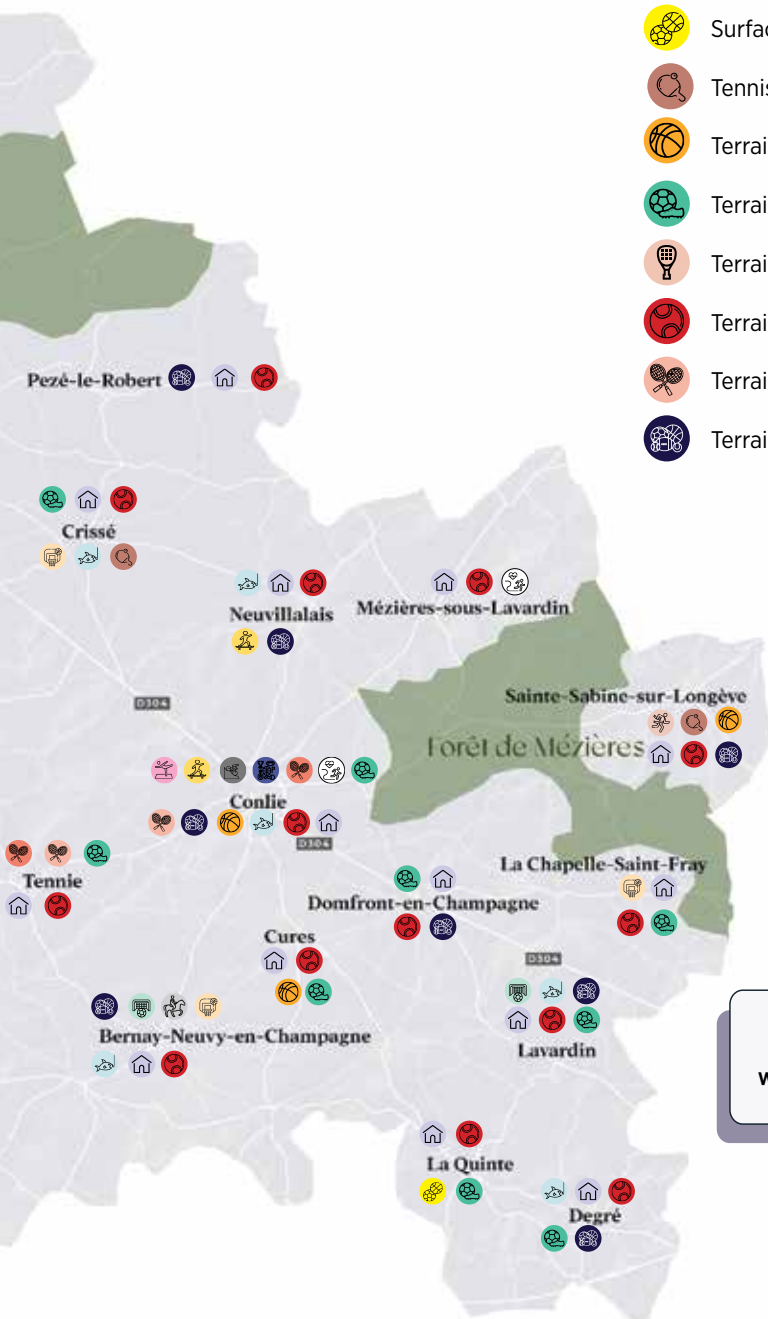 Surfac
Tennis
Terrai
Terrai
Terrai
Terrai
Terrai
Terrai
Pezé-le-Robert
Crissé
Neuvillalais
Mézières-sous-Lavardin
D304
Sainte-Sabine-sur-Longève
Forêt de Mézières
Conlie
D304
La Chapelle-Saint-Fray
Tennie
Domfront-en-Champagne
Cures
D304
Bernay-Neuvy-en-Champagne
Lavardin
w
La Quinte
Degré